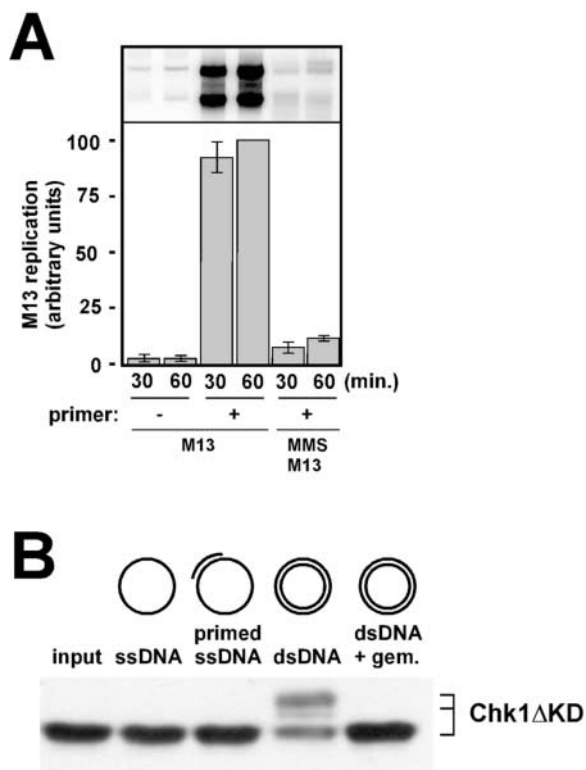 A
M13 replication
(arbitrary units)
100 -
75 -
50 -
25 -
0 -
30 60 30 60 30 60 (min.)
primer: - + +
M13 MMS
M13
B
primed dsDNA
input ssDNA ssDNA dsDNA + gem.
Chk1ΔKD